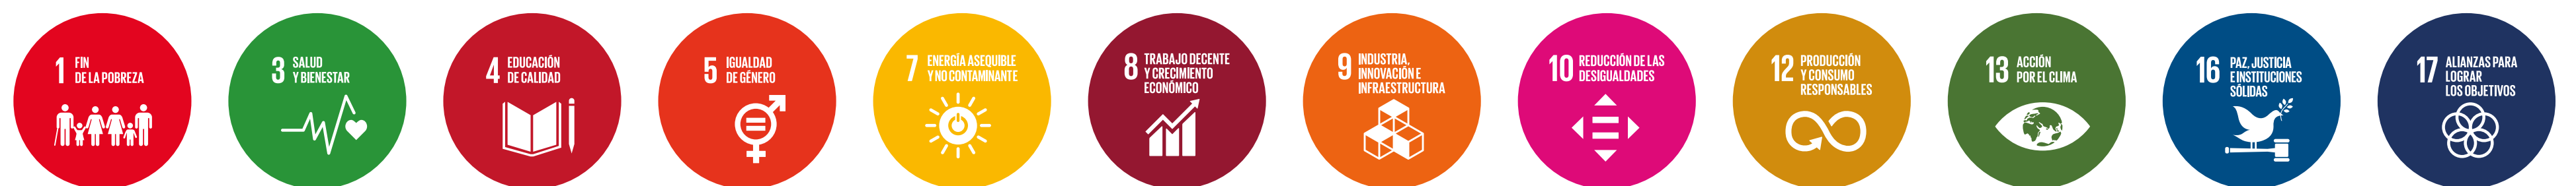 1 FIN
DE LA POBREZA
3 SALUD
Y BIENESTAR
4 EDUCACIÓN
DE CALIDAD
5 IGUALDAD
DE GÉNERO
7 ENERGÍA ASEQUIBLE
Y NO CONTAMINANTE
8 TRABAJO DECENTE
Y CRECIMIENTO
ECONÓMICO
9 INDUSTRIA,
INNOVACIÓN E
INFRAESTRUCTURA
10 REDUCCIÓN DE LAS
DESIGUALDADES
12 PRODUCCIÓN
Y CONSUMO
RESPONSABLES
13 ACCIÓN
POR EL CLIMA
16 PAZ, JUSTICIA
E INSTITUCIONES
SÓLIDAS
17 ALIANZAS PARA
LOGRAR
LOS OBJETIVOS